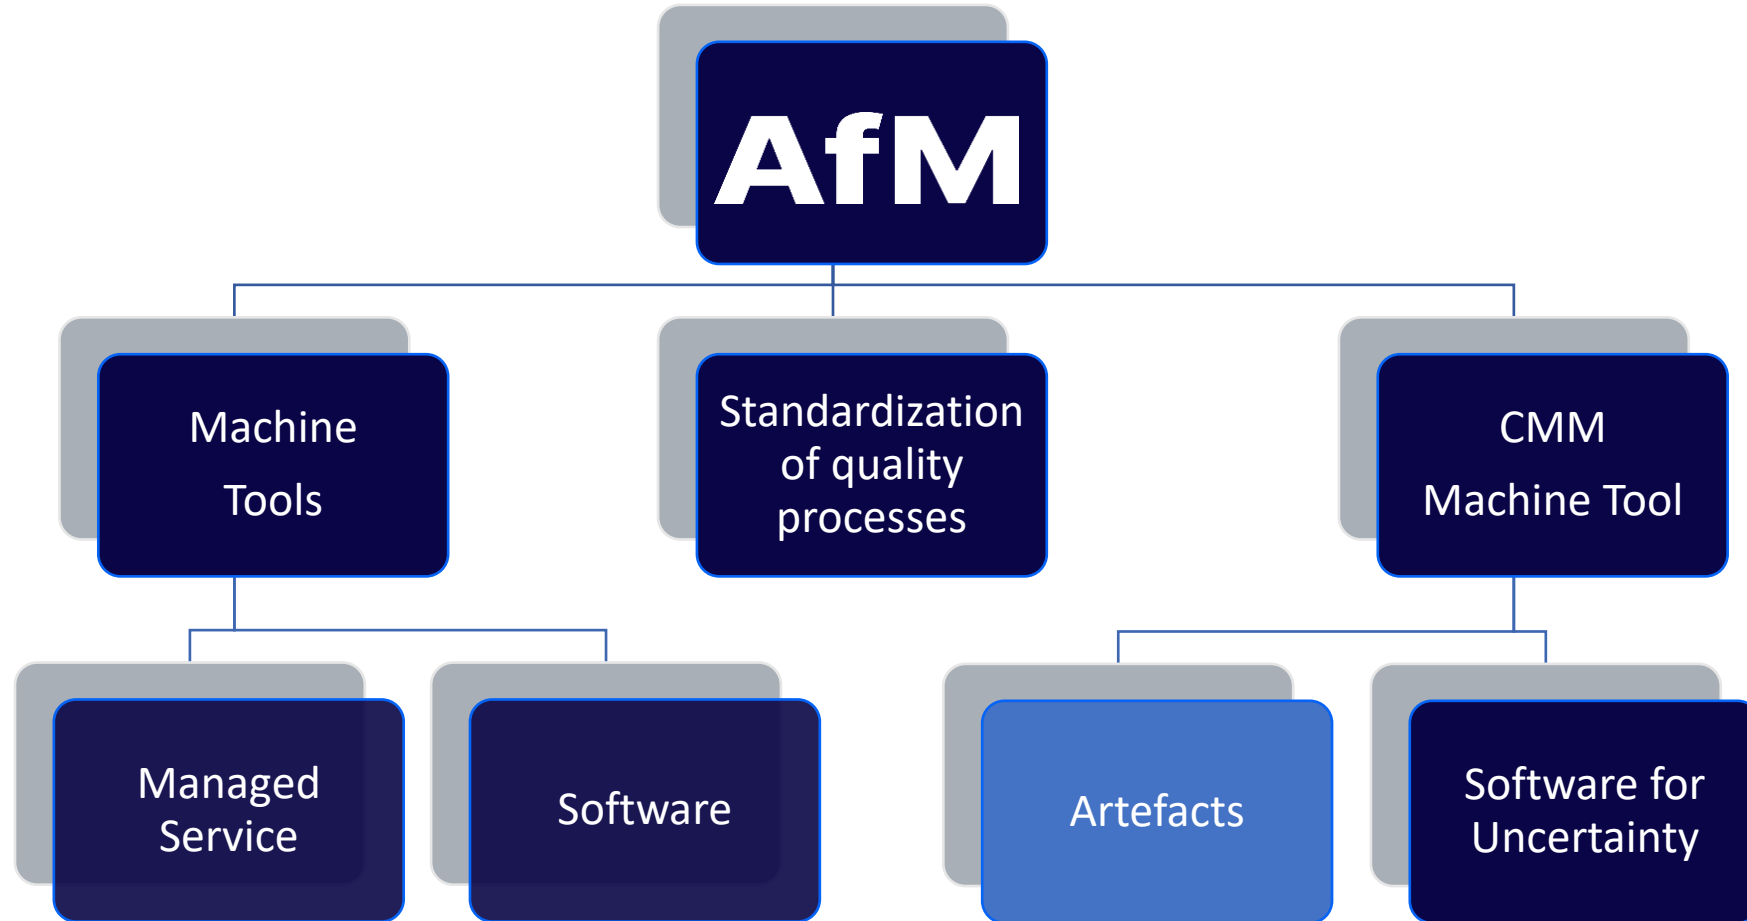 AfM
Machine
Tools
Standardization
of quality
processes
CMM
Machine Tool
Managed
Service
Software
Artefacts
Software for
Uncertainty